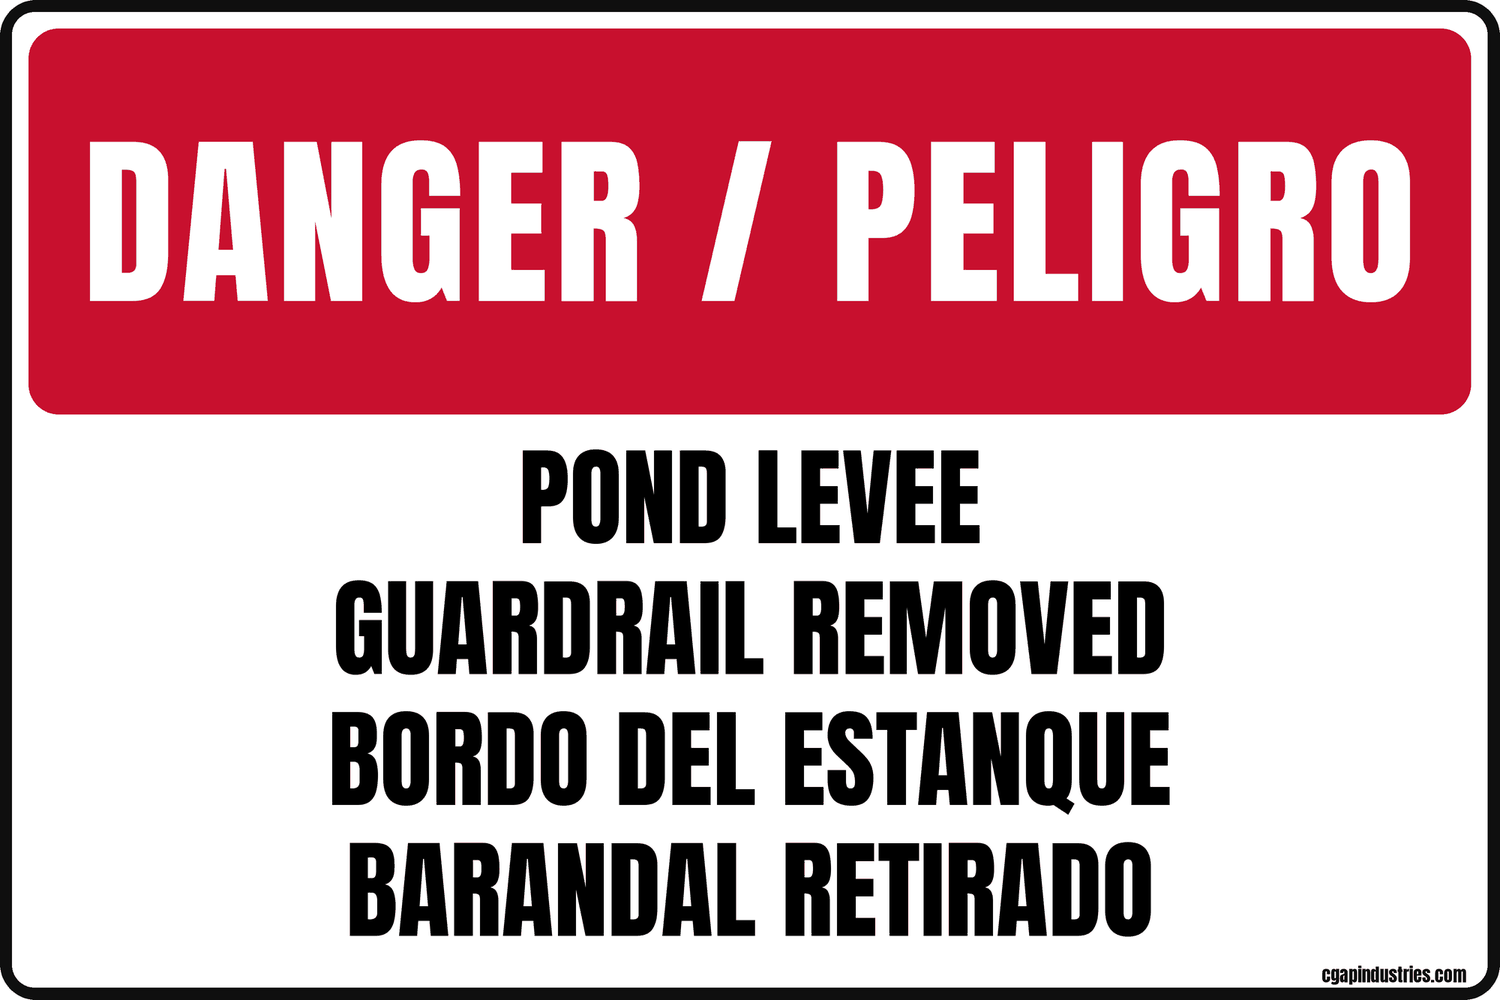 DANGER / PELIGRO
POND LEVEE
GUARDRAIL REMOVED
BORDO DEL ESTANQUE
BARANDAL RETIRADO
cgapindustries.com